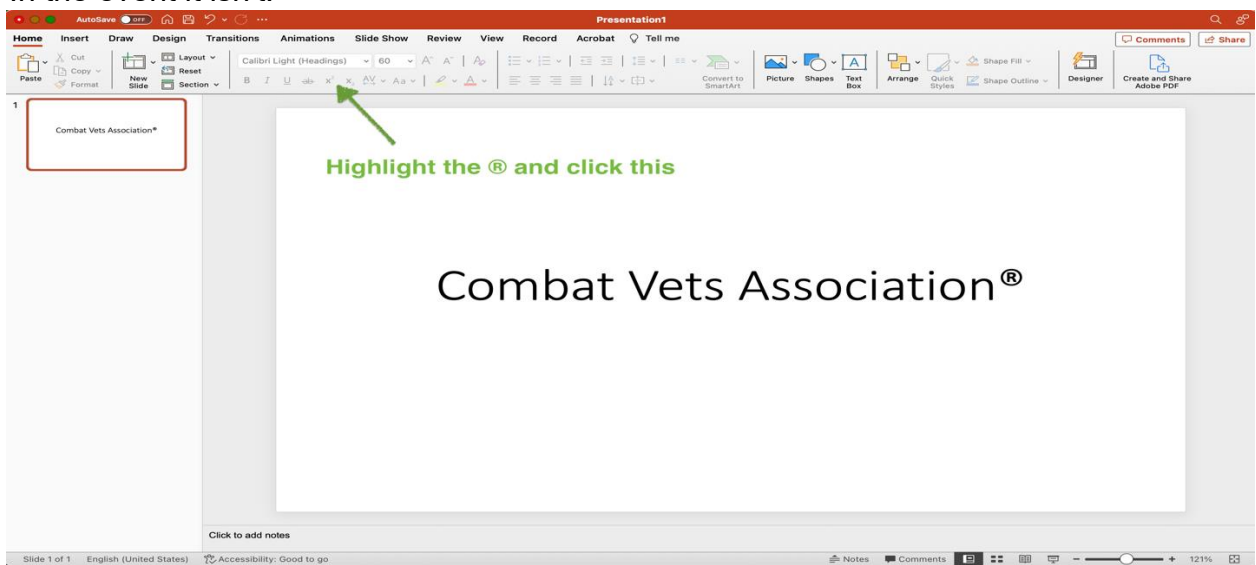 AutoSave OFF
Presentation1
Home Insert Draw Design Transitions Animations Slide Show Review View Record Acrobat Tell me
Comments Share
Paste
Cut
Copy
Format
New Slide
Layout
Reset
Section
Calibri Light (Headings) 60
Convert to SmartArt
Picture
Shapes
Text Box
Arrange
Quick Styles
Shape Fill
Shape Outline
Designer
Create and Share Adobe PDF
1
Combat Vets Association®
Highlight the ® and click this
Combat Vets Association®
Click to add notes
Slide 1 of 1 English (United States) Accessibility: Good to go
Notes Comments 121%